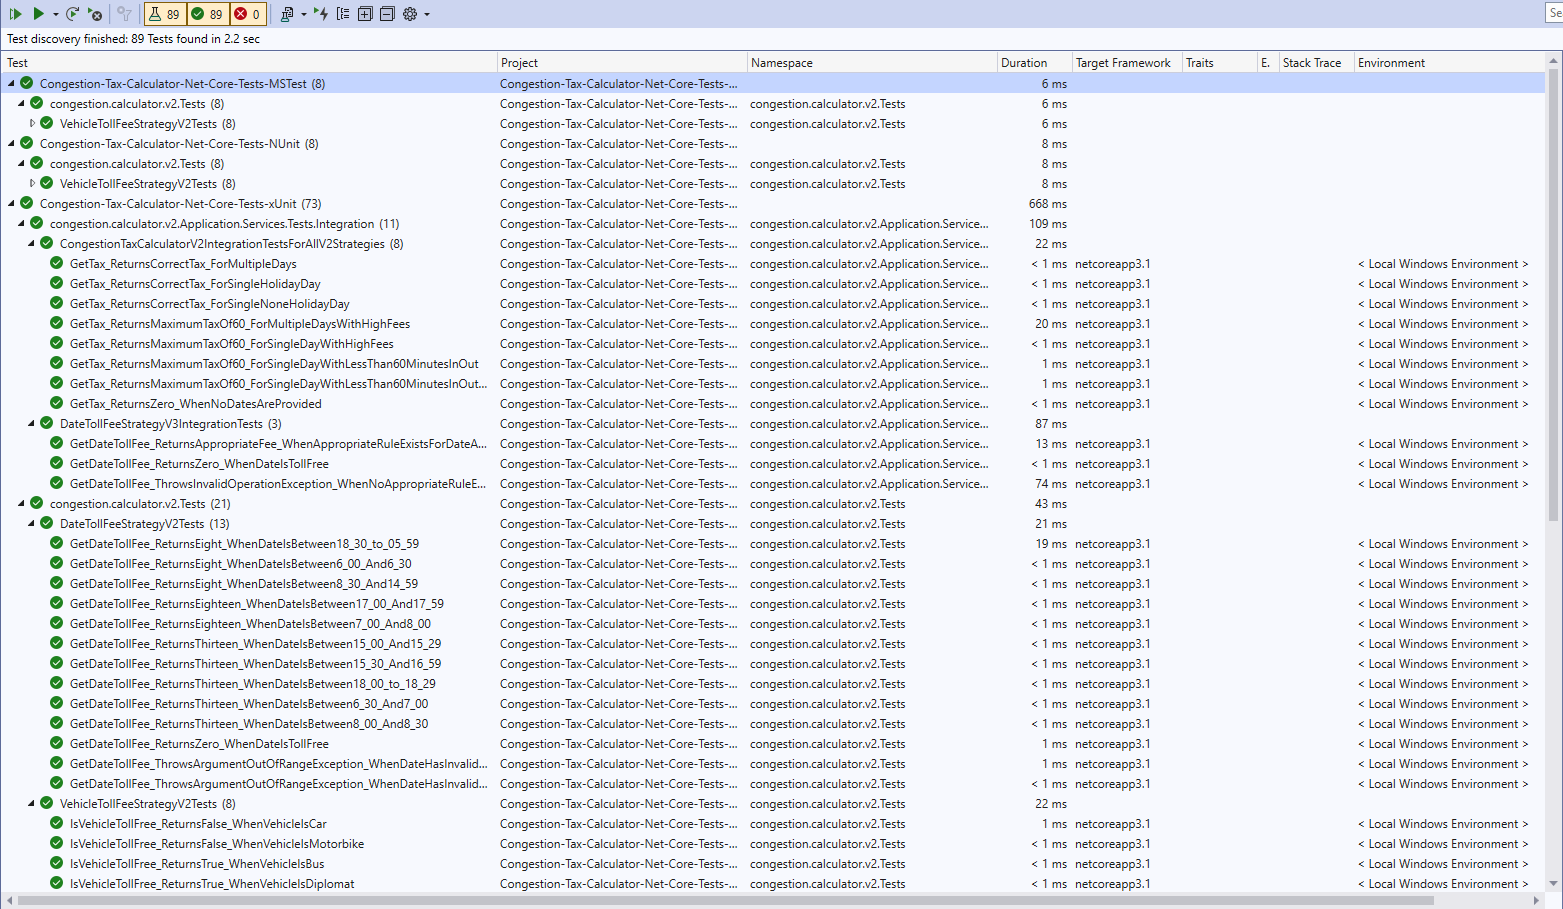 89 89 0 Se
Test discovery finished: 89 Tests found in 2.2 sec
Test Project Namespace Duration Target Framework Traits E. Stack Trace Environment
Congestion-Tax-Calculator-Net-Core-Tests-MSTest (8) Congestion-Tax-Calculator-Net-Core-Tests-... 6 ms
congestion.calculator.v2.Tests (8) Congestion-Tax-Calculator-Net-Core-Tests-... congestion.calculator.v2.Tests 6 ms
VehicleTollFeeStrategyV2Tests (8) Congestion-Tax-Calculator-Net-Core-Tests-... congestion.calculator.v2.Tests 6 ms
Congestion-Tax-Calculator-Net-Core-Tests-NUnit (8) Congestion-Tax-Calculator-Net-Core-Tests-... 8 ms
congestion.calculator.v2.Tests (8) Congestion-Tax-Calculator-Net-Core-Tests-... congestion.calculator.v2.Tests 8 ms
VehicleTollFeeStrategyV2Tests (8) Congestion-Tax-Calculator-Net-Core-Tests-... congestion.calculator.v2.Tests 8 ms
Congestion-Tax-Calculator-Net-Core-Tests-xUnit (73) Congestion-Tax-Calculator-Net-Core-Tests-... 668 ms
congestion.calculator.v2.Application.Services.Tests.Integration (11) Congestion-Tax-Calculator-Net-Core-Tests-... congestion.calculator.v2.Application.Service... 109 ms
CongestionTaxCalculatorV2IntegrationTestsForAllV2Strategies (8) Congestion-Tax-Calculator-Net-Core-Tests-... congestion.calculator.v2.Application.Service... 22 ms
GetTax_ReturnsCorrectTax_ForMultipleDays Congestion-Tax-Calculator-Net-Core-Tests-... congestion.calculator.v2.Application.Service... < 1 ms netcoreapp3.1 < Local Windows Environment >
GetTax_ReturnsCorrectTax_ForSingleHolidayDay Congestion-Tax-Calculator-Net-Core-Tests-... congestion.calculator.v2.Application.Service... < 1 ms netcoreapp3.1 < Local Windows Environment >
GetTax_ReturnsCorrectTax_ForSingleNoneHolidayDay Congestion-Tax-Calculator-Net-Core-Tests-... congestion.calculator.v2.Application.Service... < 1 ms netcoreapp3.1 < Local Windows Environment >
GetTax_ReturnsMaximumTaxOf60_ForMultipleDaysWithHighFees Congestion-Tax-Calculator-Net-Core-Tests-... congestion.calculator.v2.Application.Service... 20 ms netcoreapp3.1 < Local Windows Environment >
GetTax_ReturnsMaximumTaxOf60_ForSingleDayWithHighFees Congestion-Tax-Calculator-Net-Core-Tests-... congestion.calculator.v2.Application.Service... < 1 ms netcoreapp3.1 < Local Windows Environment >
GetTax_ReturnsMaximumTaxOf60_ForSingleDayWithLessThan60MinutesInOut Congestion-Tax-Calculator-Net-Core-Tests-... congestion.calculator.v2.Application.Service... 1 ms netcoreapp3.1 < Local Windows Environment >
GetTax_ReturnsMaximumTaxOf60_ForSingleDayWithLessThan60MinutesInOut... Congestion-Tax-Calculator-Net-Core-Tests-... congestion.calculator.v2.Application.Service... 1 ms netcoreapp3.1 < Local Windows Environment >
GetTax_ReturnsZero_WhenNoDatesAreProvided Congestion-Tax-Calculator-Net-Core-Tests-... congestion.calculator.v2.Application.Service... < 1 ms netcoreapp3.1 < Local Windows Environment >
DateTollFeeStrategyV3IntegrationTests (3) Congestion-Tax-Calculator-Net-Core-Tests-... congestion.calculator.v2.Application.Service... 87 ms
GetDateTollFee_ReturnsAppropriateFee_WhenAppropriateRuleExistsForDateA... Congestion-Tax-Calculator-Net-Core-Tests-... congestion.calculator.v2.Application.Service... 13 ms netcoreapp3.1 < Local Windows Environment >
GetDateTollFee_ReturnsZero_WhenDateIsTollFree Congestion-Tax-Calculator-Net-Core-Tests-... congestion.calculator.v2.Application.Service... < 1 ms netcoreapp3.1 < Local Windows Environment >
GetDateTollFee_ThrowsInvalidOperationException_WhenNoAppropriateRuleE... Congestion-Tax-Calculator-Net-Core-Tests-... congestion.calculator.v2.Application.Service... 74 ms netcoreapp3.1 < Local Windows Environment >
congestion.calculator.v2.Tests (21) Congestion-Tax-Calculator-Net-Core-Tests-... congestion.calculator.v2.Tests 43 ms
DateTollFeeStrategyV2Tests (13) Congestion-Tax-Calculator-Net-Core-Tests-... congestion.calculator.v2.Tests 21 ms
GetDateTollFee_ReturnsEight_WhenDateIsBetween18_30_to_05_59 Congestion-Tax-Calculator-Net-Core-Tests-... congestion.calculator.v2.Tests 19 ms netcoreapp3.1 < Local Windows Environment >
GetDateTollFee_ReturnsEight_WhenDateIsBetween6_00_And6_30 Congestion-Tax-Calculator-Net-Core-Tests-... congestion.calculator.v2.Tests < 1 ms netcoreapp3.1 < Local Windows Environment >
GetDateTollFee_ReturnsEight_WhenDateIsBetween8_30_And14_59 Congestion-Tax-Calculator-Net-Core-Tests-... congestion.calculator.v2.Tests < 1 ms netcoreapp3.1 < Local Windows Environment >
GetDateTollFee_ReturnsEighteen_WhenDateIsBetween17_00_And17_59 Congestion-Tax-Calculator-Net-Core-Tests-... congestion.calculator.v2.Tests < 1 ms netcoreapp3.1 < Local Windows Environment >
GetDateTollFee_ReturnsEighteen_WhenDateIsBetween7_00_And8_00 Congestion-Tax-Calculator-Net-Core-Tests-... congestion.calculator.v2.Tests < 1 ms netcoreapp3.1 < Local Windows Environment >
GetDateTollFee_ReturnsThirteen_WhenDateIsBetween15_00_And15_29 Congestion-Tax-Calculator-Net-Core-Tests-... congestion.calculator.v2.Tests < 1 ms netcoreapp3.1 < Local Windows Environment >
GetDateTollFee_ReturnsThirteen_WhenDateIsBetween15_30_And16_59 Congestion-Tax-Calculator-Net-Core-Tests-... congestion.calculator.v2.Tests < 1 ms netcoreapp3.1 < Local Windows Environment >
GetDateTollFee_ReturnsThirteen_WhenDateIsBetween18_00_to_18_29 Congestion-Tax-Calculator-Net-Core-Tests-... congestion.calculator.v2.Tests < 1 ms netcoreapp3.1 < Local Windows Environment >
GetDateTollFee_ReturnsThirteen_WhenDateIsBetween6_30_And7_00 Congestion-Tax-Calculator-Net-Core-Tests-... congestion.calculator.v2.Tests < 1 ms netcoreapp3.1 < Local Windows Environment >
GetDateTollFee_ReturnsThirteen_WhenDateIsBetween8_00_And8_30 Congestion-Tax-Calculator-Net-Core-Tests-... congestion.calculator.v2.Tests < 1 ms netcoreapp3.1 < Local Windows Environment >
GetDateTollFee_ReturnsZero_WhenDateIsTollFree Congestion-Tax-Calculator-Net-Core-Tests-... congestion.calculator.v2.Tests 1 ms netcoreapp3.1 < Local Windows Environment >
GetDateTollFee_ThrowsArgumentOutOfRangeException_WhenDateHasInvalid... Congestion-Tax-Calculator-Net-Core-Tests-... congestion.calculator.v2.Tests 1 ms netcoreapp3.1 < Local Windows Environment >
GetDateTollFee_ThrowsArgumentOutOfRangeException_WhenDateHasInvalid... Congestion-Tax-Calculator-Net-Core-Tests-... congestion.calculator.v2.Tests < 1 ms netcoreapp3.1 < Local Windows Environment >
VehicleTollFeeStrategyV2Tests (8) Congestion-Tax-Calculator-Net-Core-Tests-... congestion.calculator.v2.Tests 22 ms
IsVehicleTollFree_ReturnsFalse_WhenVehicleIsCar Congestion-Tax-Calculator-Net-Core-Tests-... congestion.calculator.v2.Tests 1 ms netcoreapp3.1 < Local Windows Environment >
IsVehicleTollFree_ReturnsFalse_WhenVehicleIsMotorbike Congestion-Tax-Calculator-Net-Core-Tests-... congestion.calculator.v2.Tests < 1 ms netcoreapp3.1 < Local Windows Environment >
IsVehicleTollFree_ReturnsTrue_WhenVehicleIsBus Congestion-Tax-Calculator-Net-Core-Tests-... congestion.calculator.v2.Tests < 1 ms netcoreapp3.1 < Local Windows Environment >
IsVehicleTollFree_ReturnsTrue_WhenVehicleIsDiplomat Congestion-Tax-Calculator-Net-Core-Tests-... congestion.calculator.v2.Tests < 1 ms netcoreapp3.1 < Local Windows Environment >